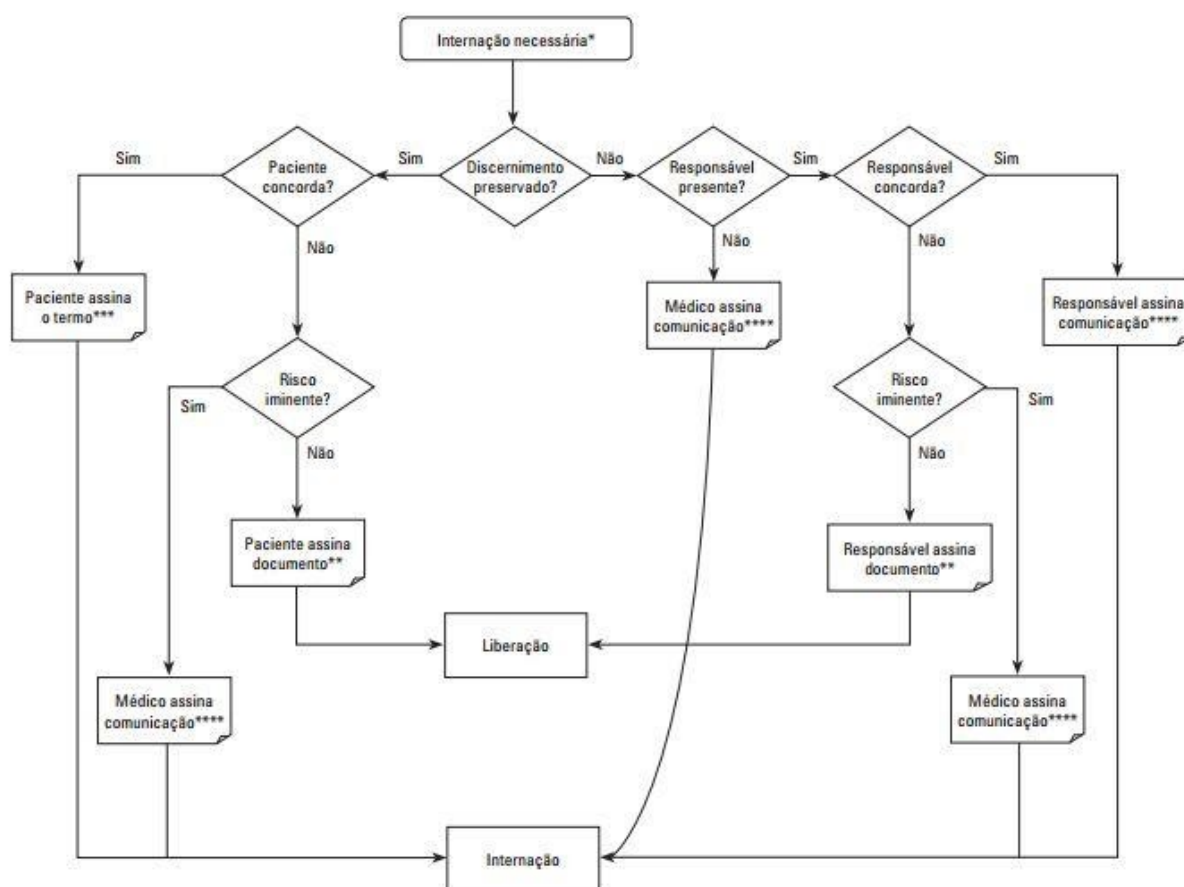 Internação necessária*
Sim
Paciente
concorda?
Sim
Discernimento
preservado?
Não
Responsável
presente?
Sim
Responsável
concorda?
Sim
Não
Não
Não
Paciente assina
o termo***
Médico assina
comunicação****
Responsável assina
comunicação****
Risco
iminente?
Sim
Risco
iminente?
Sim
Não
Não
Paciente assina
documento**
Responsável assina
documento**
Liberação
Médico assina
comunicação****
Médico assina
comunicação****
Internação